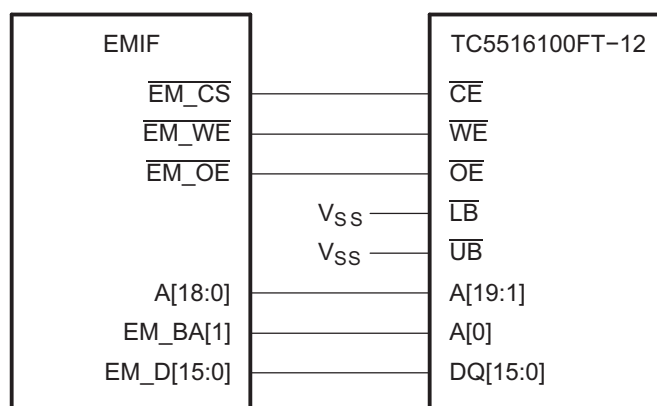 EMIF TC5516100FT−12
EM_CS CE
EM_WE WE
EM_OE OE
VSS LB
VSS UB
A[18:0] A[19:1]
EM_BA[1] A[0]
EM_D[15:0] DQ[15:0]